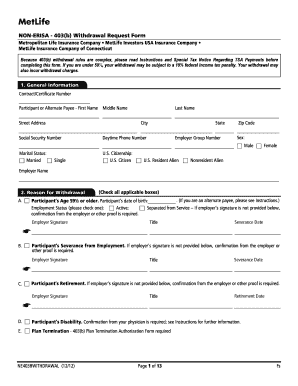 MetLife
NON-ERISA - 403(b) Withdrawal Request Form
Metropolitan Life Insurance Company • MetLife Investors USA Insurance Company •
MetLife Insurance Company of Connecticut
Because 403(b) withdrawal rules are complex, please read Instructions and Special Tax Notice Regarding USA Payments before
completing this form. If you are under 59½, your withdrawal may be subject to a 10% federal income tax penalty. Your withdrawal may
also incur withdrawal charges.
1. General Information
Contract/Certificate Number
Participant or Alternate Payee - First Name Middle Name Last Name
Street Address City State Zip Code
Social Security Number Daytime Phone Number Employer Group Number Sex
Male Female
Marital Status: U.S. Citizenship
Married Single U.S. Citizen U.S. Resident Alien Nonresident Alien
Employer Name
2. Reason for Withdrawal (Check all applicable boxes)
A. Participant's Age 59½ or older. Participant's date of birth: . (If you are an alternate payee, see instructions.)
Employment Status (please check one): Active; Separated from Service – If employer's signature is not provided below,
confirmation from the employer or other proof is required.
Employer Signature Title Severance Date
B. Participant's Severance from Employment. If employer's signature is not provided below, confirmation from the employer or
other proof is required.
Employer Signature Title Severance Date
C. Participant's Retirement. If employer's signature is not provided below, confirmation from the employer or other proof is required.
Employer Signature Title Retirement Date
D. Participant's Disability. Confirmation from your physician is required; see Instructions for further information.
E. Plan Termination - 403(b) Plan Termination Authorization Form required
NE403BWITHDRAWAL (12/12) Page 1 of 13 fs